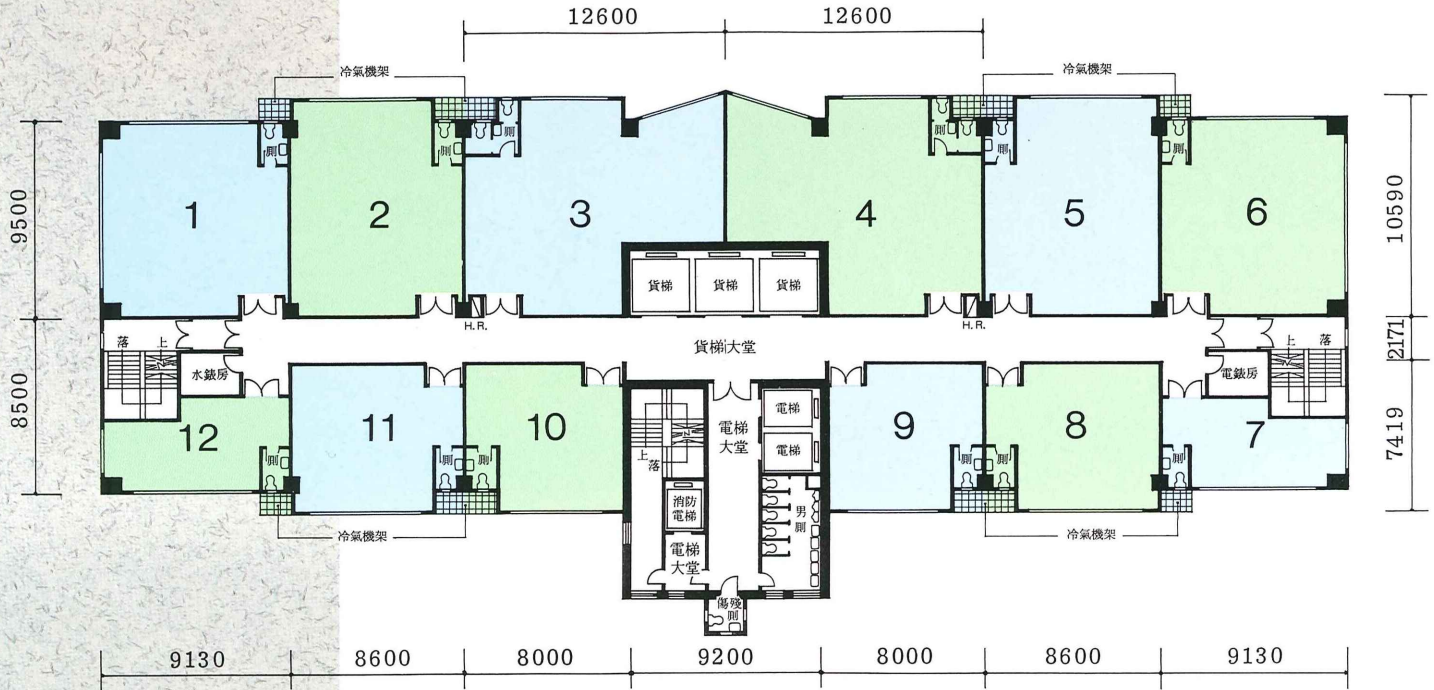 12600
12600
冷氣機架
冷氣機架
廁
廁
廁
廁
廁
廁
1
2
3
4
5
6
9500
10590
貨梯
貨梯
貨梯
H.R.
H.R.
落 上
上 落
貨梯大堂
2171
水錶房
電錶房
8500
7419
12
11
10
9
8
7
電梯
電梯
電梯
大堂
上
落
廁
廁
廁
廁
廁
廁
消防
電梯
男
廁
電梯
大堂
冷氣機架
冷氣機架
傷殘
廁
9130
8600
8000
9200
8000
8600
9130